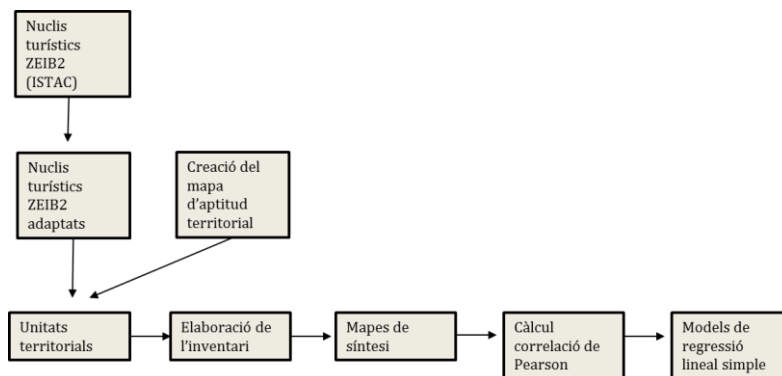 Nuclis
turístics
ZEIB2
(ISTAC)
Nuclis
turístics
ZEIB2
adaptats
Creació del
mapa
d'aptitud
territorial
Unitats
territorials
Elaboració de
l'inventari
Mapes de
síntesi
Càlcul
correlació de
Pearson
Models de
regressió
lineal simple